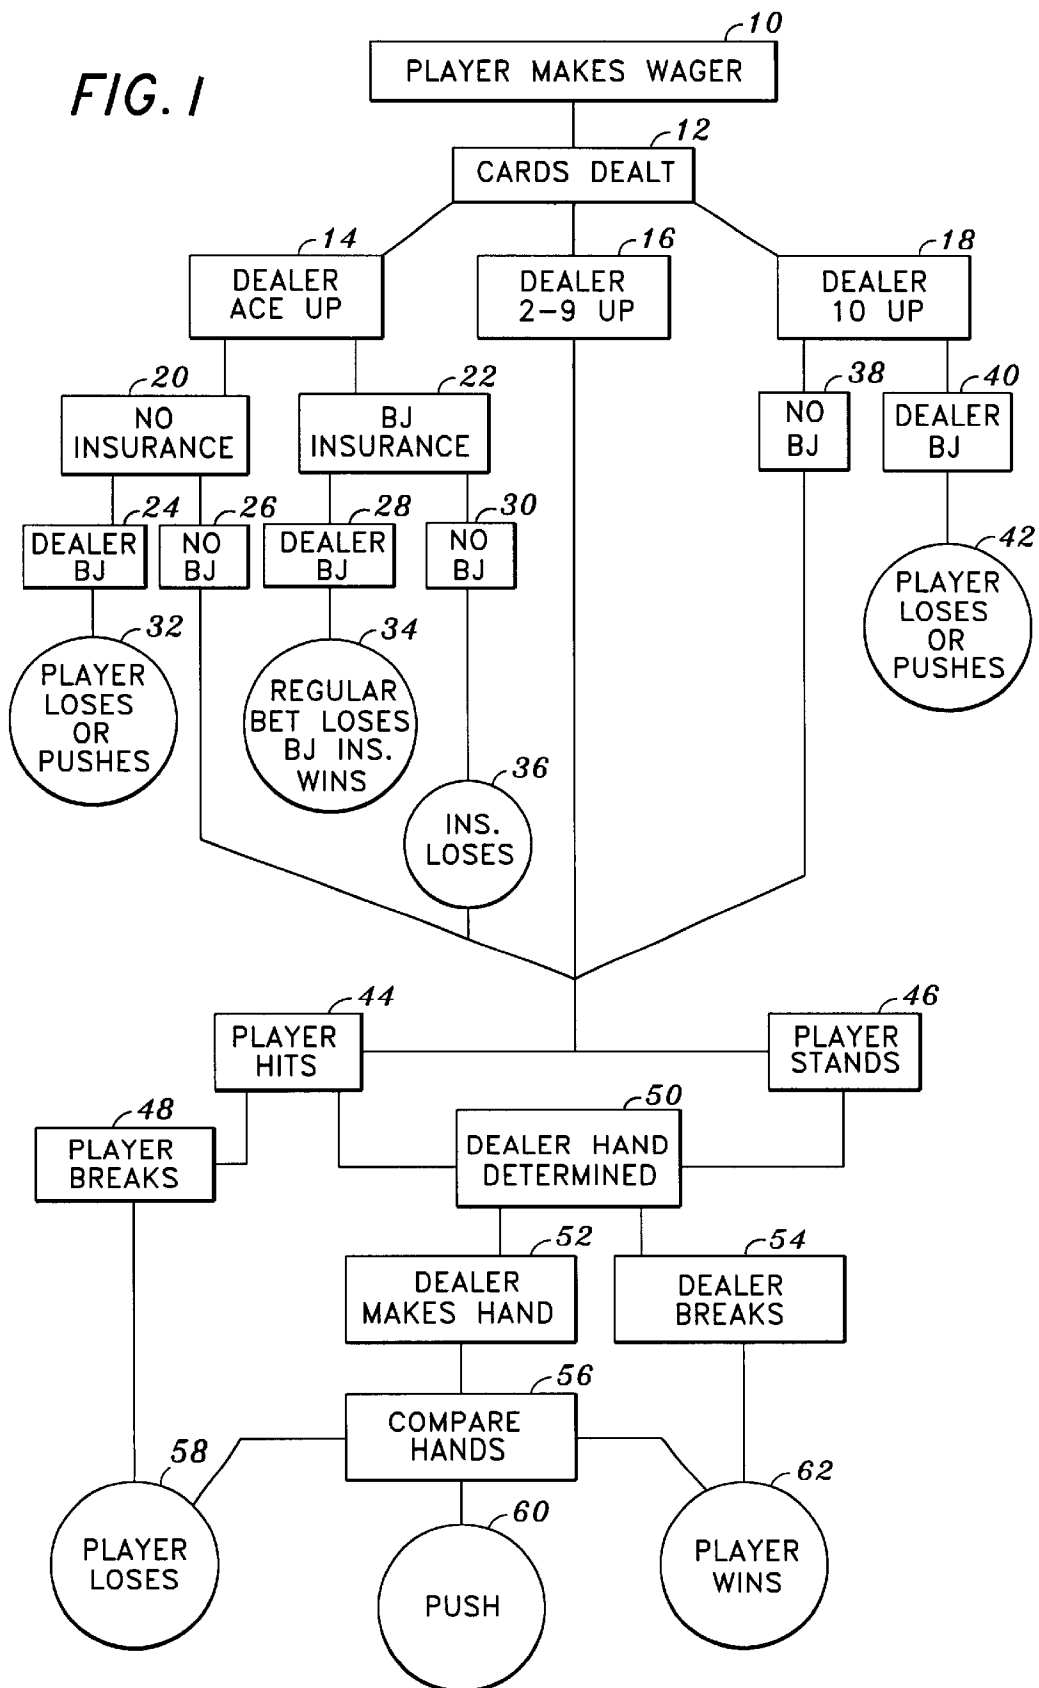 FIG. 1
10
PLAYER MAKES WAGER
12
CARDS DEALT
14
DEALER
ACE UP
16
DEALER
2-9 UP
18
DEALER
10 UP
20
NO
INSURANCE
22
BJ
INSURANCE
38
NO
BJ
40
DEALER
BJ
24
DEALER
BJ
26
NO
BJ
28
DEALER
BJ
30
NO
BJ
42
PLAYER
LOSES
OR
PUSHES
32
PLAYER
LOSES
OR
PUSHES
34
REGULAR
BET LOSES
BJ INS.
WINS
36
INS.
LOSES
44
PLAYER
HITS
46
PLAYER
STANDS
48
PLAYER
BREAKS
50
DEALER HAND
DETERMINED
52
DEALER
MAKES HAND
54
DEALER
BREAKS
56
COMPARE
HANDS
58
PLAYER
LOSES
60
PUSH
62
PLAYER
WINS